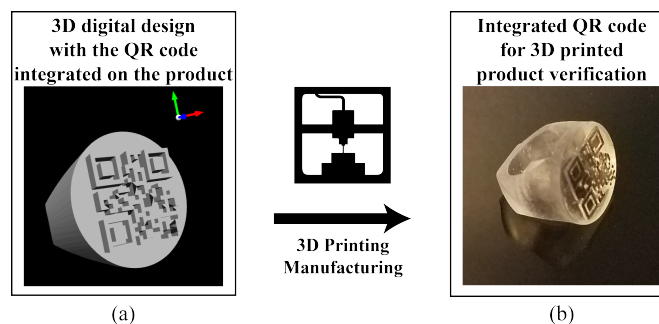 3D digital design
with the QR code
integrated on the product
3D Printing
Manufacturing
Integrated QR code
for 3D printed
product verification
(a)
(b)